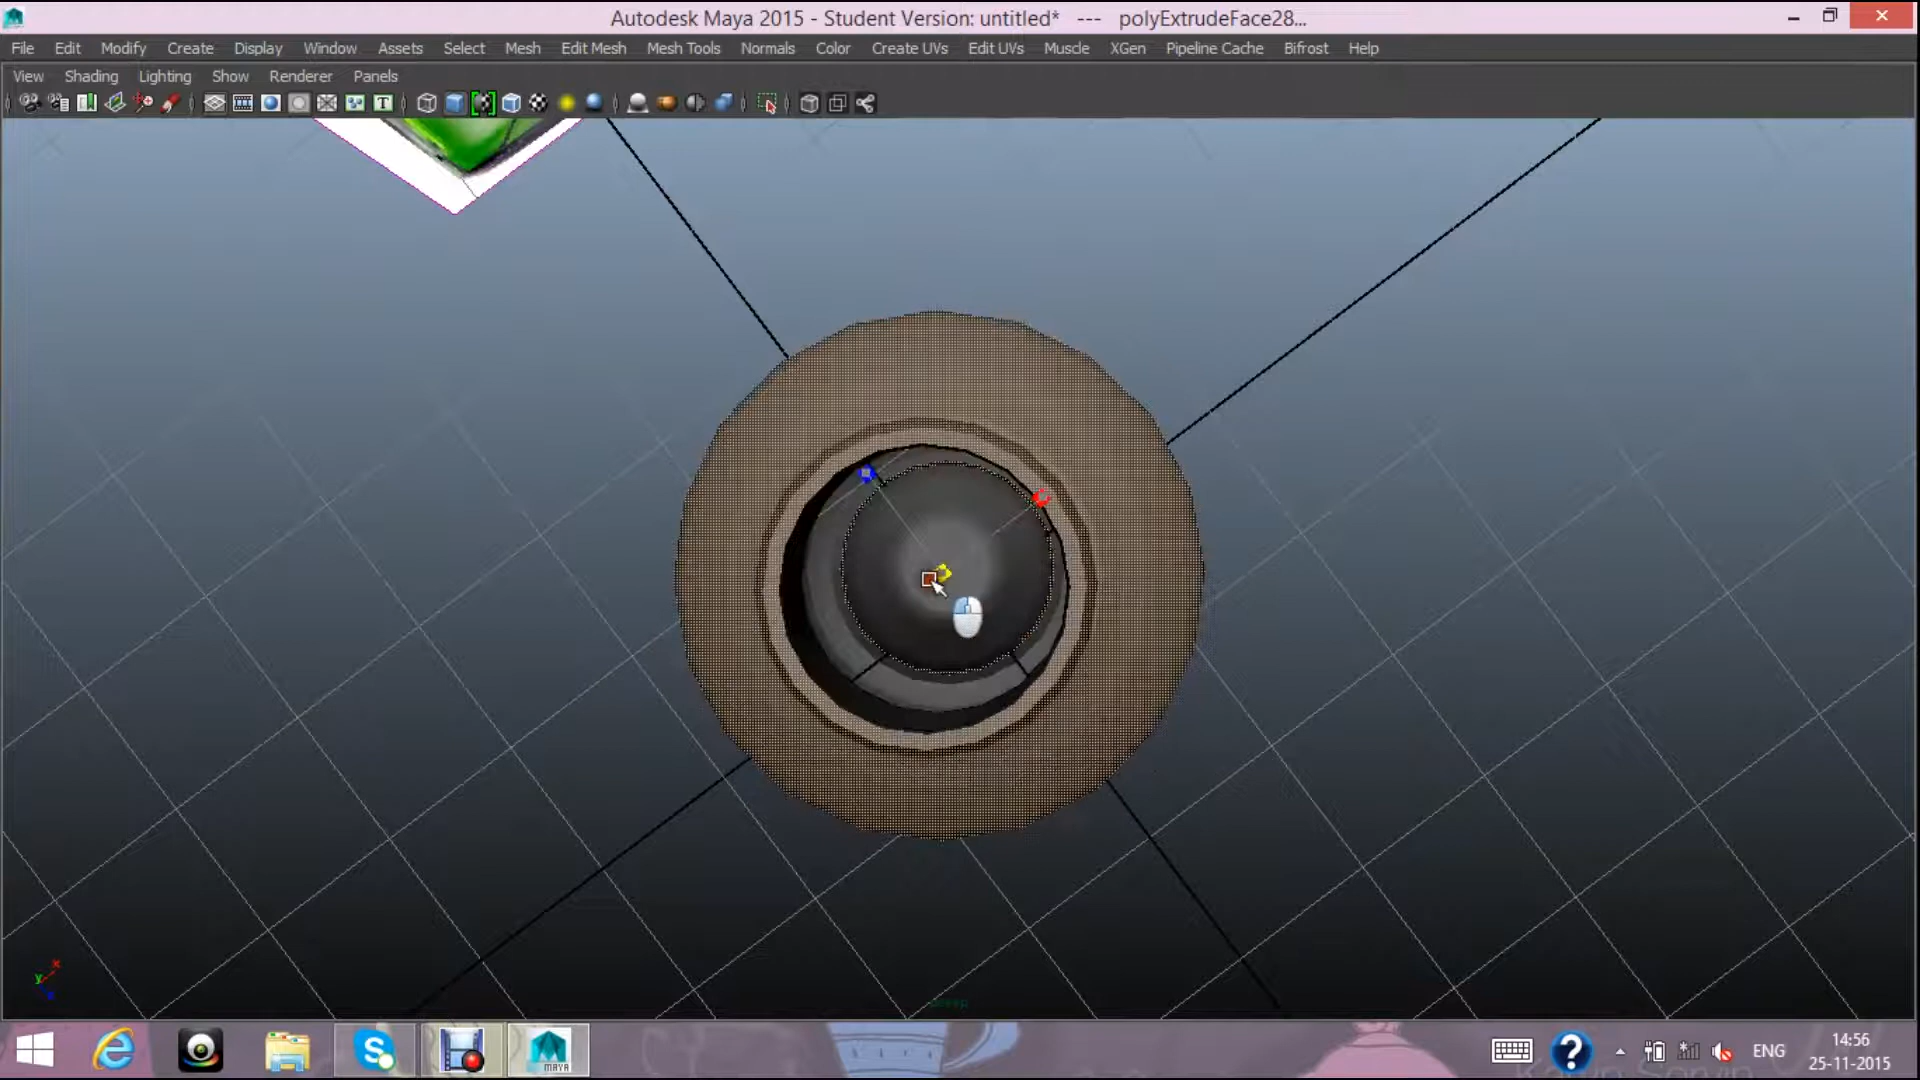 Autodesk Maya 2015 - Student Version: untitled* --- polyExtrudeFace28...
File Edit Modify Create Display Window Assets Select Mesh Edit Mesh Mesh Tools Normals Color Create UVs Edit UVs Muscle XGen Pipeline Cache Bifrost Help
View Shading Lighting Show Renderer Panels
T
x
y
persp
MAYA
?
ENG
14:56
25-11-2015